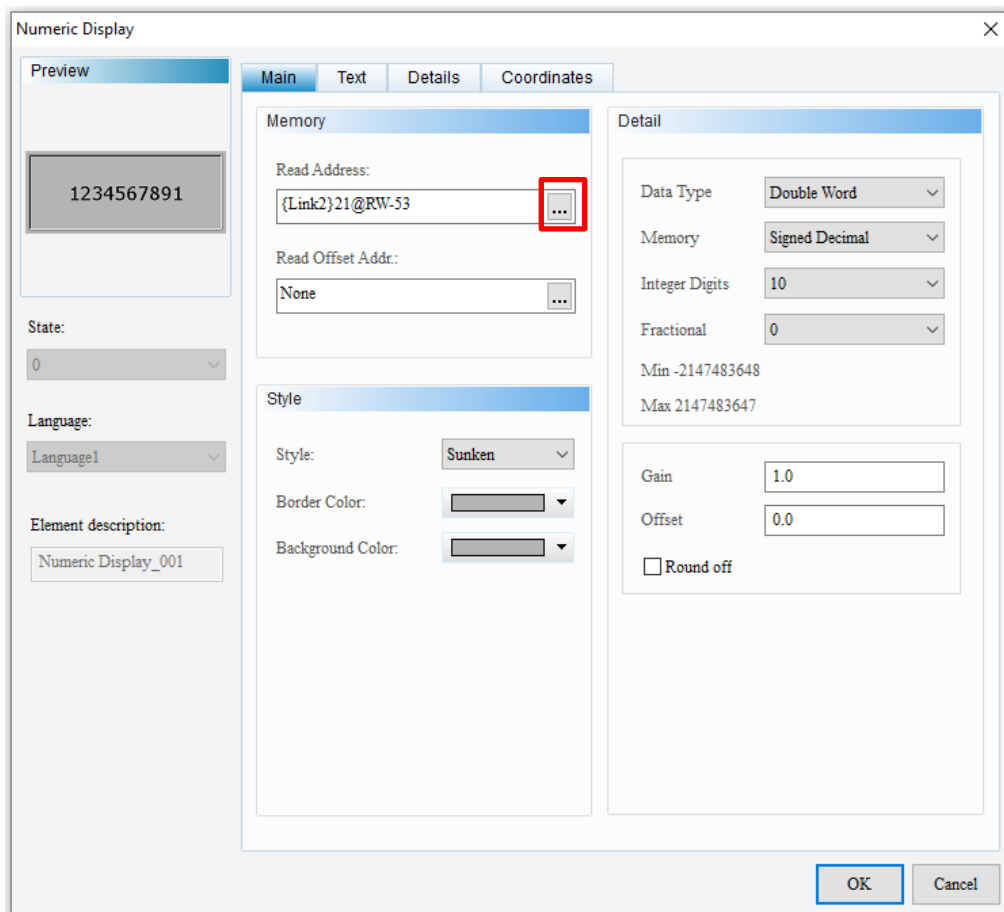 Numeric Display
Preview
1234567891
State:
0
Language:
Language1
Element description:
Numeric Display_001
Main Text Details Coordinates
Memory
Read Address:
{Link2}21@RW-53 ...
Read Offset Addr.:
None ...
Style
Style: Sunken
Border Color:
Background Color:
Detail
Data Type Double Word
Memory Signed Decimal
Integer Digits 10
Fractional 0
Min -2147483648
Max 2147483647
Gain 1.0
Offset 0.0
Round off
OK Cancel